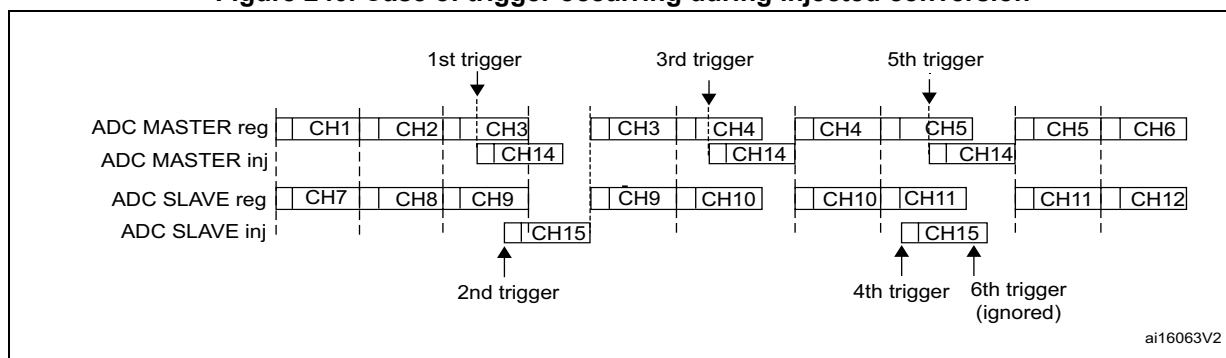 Figure 240. Case of trigger occurring during injected conversion
1st trigger 3rd trigger 5th trigger
ADC MASTER reg CH1 CH2 CH3 CH3 CH4 CH4 CH5 CH5 CH6
ADC MASTER inj CH14 CH14 CH14
ADC SLAVE reg CH7 CH8 CH9 CH9 CH10 CH10 CH11 CH11 CH12
ADC SLAVE inj CH15 CH15
2nd trigger 4th trigger 6th trigger
(ignored)
ai16063V2